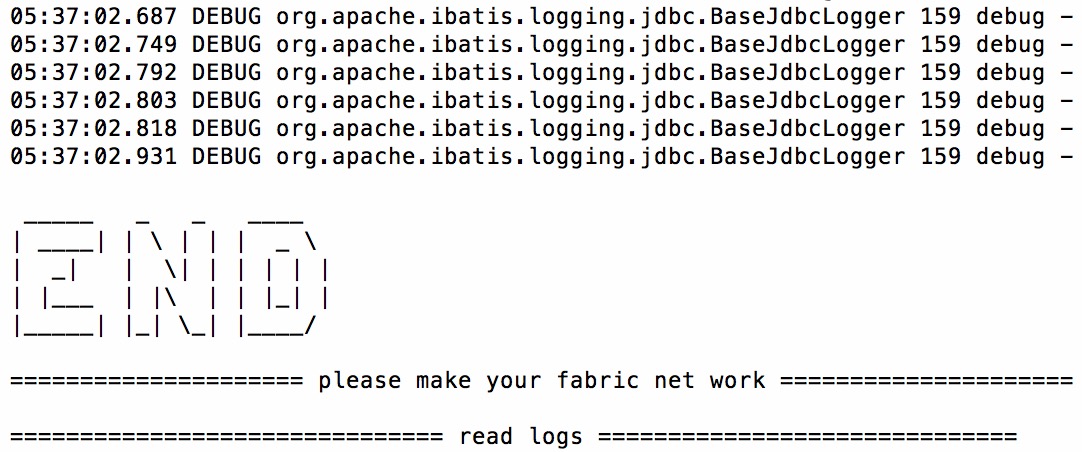 05:37:02.687 DEBUG org.apache.ibatis.logging.jdbc.BaseJdbcLogger 159 debug -
05:37:02.749 DEBUG org.apache.ibatis.logging.jdbc.BaseJdbcLogger 159 debug -
05:37:02.792 DEBUG org.apache.ibatis.logging.jdbc.BaseJdbcLogger 159 debug -
05:37:02.803 DEBUG org.apache.ibatis.logging.jdbc.BaseJdbcLogger 159 debug -
05:37:02.818 DEBUG org.apache.ibatis.logging.jdbc.BaseJdbcLogger 159 debug -
05:37:02.931 DEBUG org.apache.ibatis.logging.jdbc.BaseJdbcLogger 159 debug -
END
===================== please make your fabric net work =====================
=============================== read logs ==============================